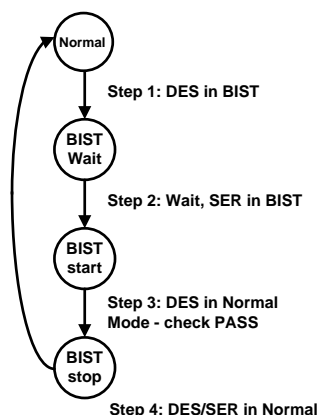 Normal
Step 1: DES in BIST
BIST
Wait
Step 2: Wait, SER in BIST
BIST
start
Step 3: DES in Normal
Mode - check PASS
BIST
stop
Step 4: DES/SER in Normal